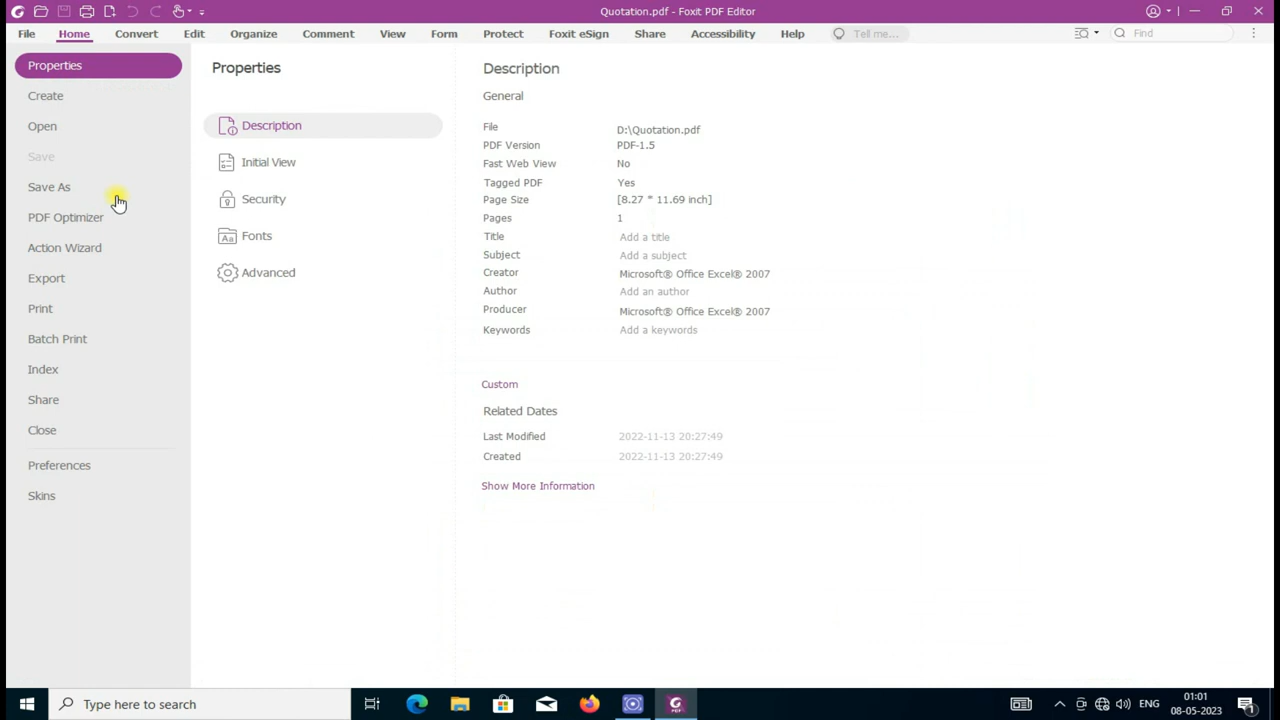 Quotation.pdf - Foxit PDF Editor
File Home Convert Edit Organize Comment View Form Protect Foxit eSign Share Accessibility Help Tell me... Find
Properties
Create
Open
Save
Save As
PDF Optimizer
Action Wizard
Export
Print
Batch Print
Index
Share
Close
Preferences
Skins
Properties
Description
Initial View
Security
Fonts
Advanced
Description
General
File D:\Quotation.pdf
PDF Version PDF-1.5
Fast Web View No
Tagged PDF Yes
Page Size [8.27 * 11.69 inch]
Pages 1
Title Add a title
Subject Add a subject
Creator Microsoft® Office Excel® 2007
Author Add an author
Producer Microsoft® Office Excel® 2007
Keywords Add a keywords
Custom
Related Dates
Last Modified 2022-11-13 20:27:49
Created 2022-11-13 20:27:49
Show More Information
Type here to search
ENG
01:01
08-05-2023
1